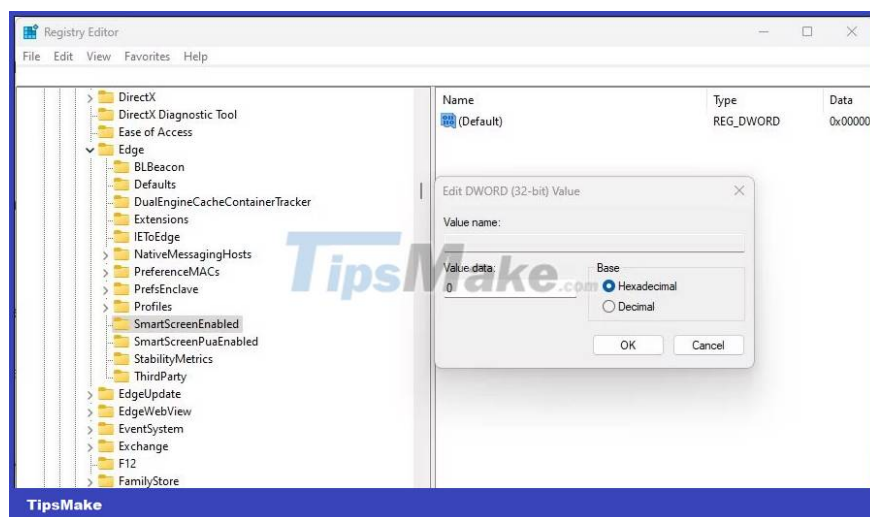 Registry Editor
File Edit View Favorites Help
DirectX
DirectX Diagnostic Tool
Ease of Access
Edge
BLBeacon
Defaults
DualEngineCacheContainerTracker
Extensions
IEToEdge
NativeMessagingHosts
PreferenceMACs
PrefsEnclave
Profiles
SmartScreenEnabled
SmartScreenPuaEnabled
StabilityMetrics
ThirdParty
EdgeUpdate
EdgeWebView
EventSystem
Exchange
F12
FamilyStore
Name Type Data
(Default) REG_DWORD 0x00000
Edit DWORD (32-bit) Value
Value name:
Value data: Base
0 Hexadecimal
Decimal
OK Cancel
TipsMake.com
TipsMake